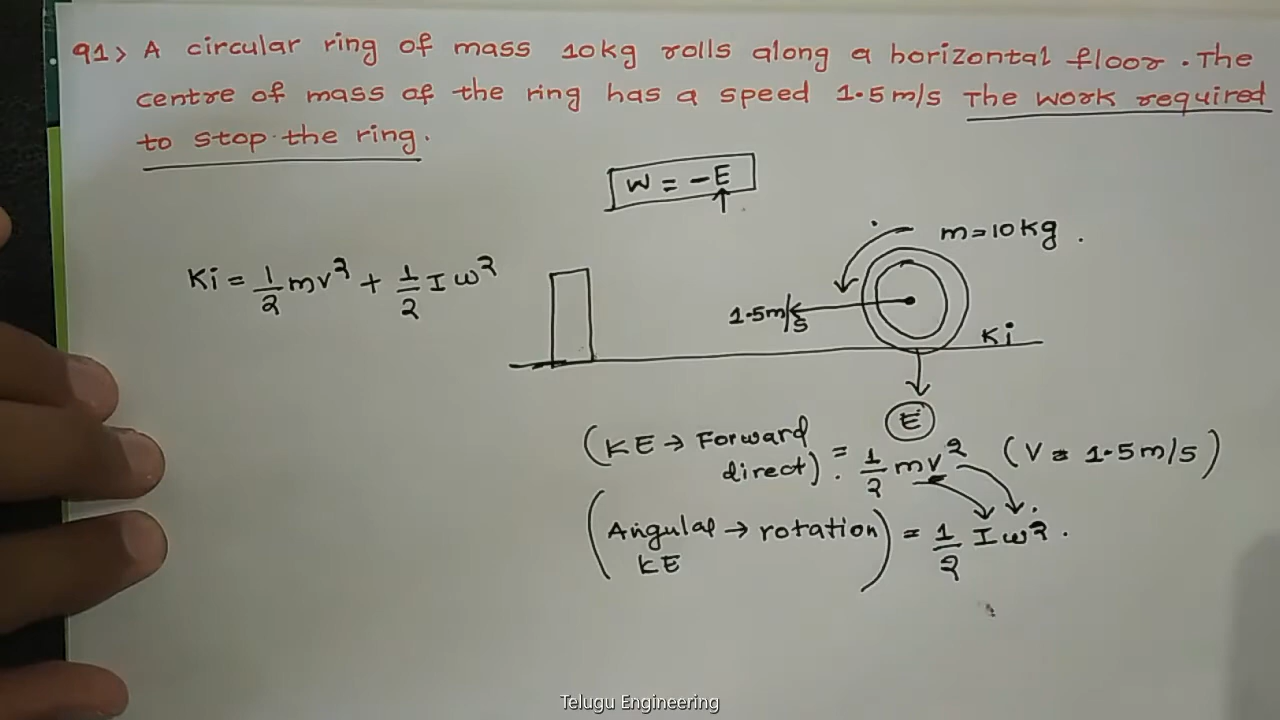 Q1> A circular ring of mass 10kg rolls along a horizontal floor. The
centre of mass of the ring has a speed 1.5m/s The work required
to stop the ring.
W = -E
m=10kg.
Ki = 1/2 mv² + 1/2 Iω²
1.5m/s
Ki
E
(KE → Forward direct) = 1/2 mv² (V = 1.5m/s)
(Angular → rotation KE) = 1/2 Iω².
Telugu Engineering